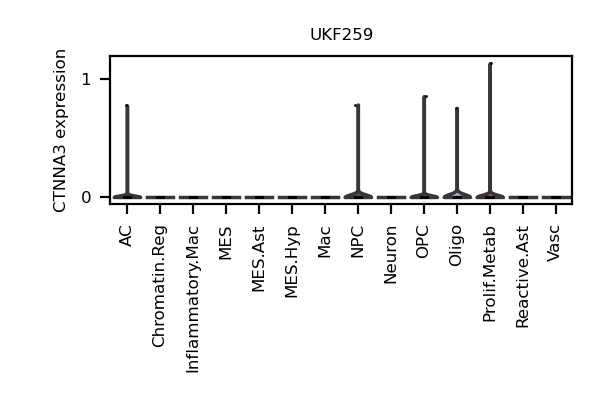 UKF259
CTNNA3 expression
1
0
AC
Chromatin.Reg
Inflammatory.Mac
MES
MES.Ast
MES.Hyp
Mac
NPC
Neuron
OPC
Oligo
Prolif.Metab
Reactive.Ast
Vasc